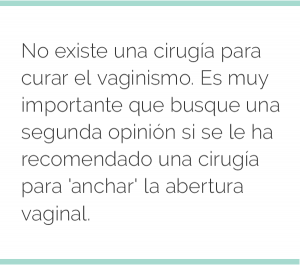 No existe una cirugía para
curar el vaginismo. Es muy
importante que busque una
segunda opinión si se le ha
recomendado una cirugía
para 'anchar' la abertura
vaginal.